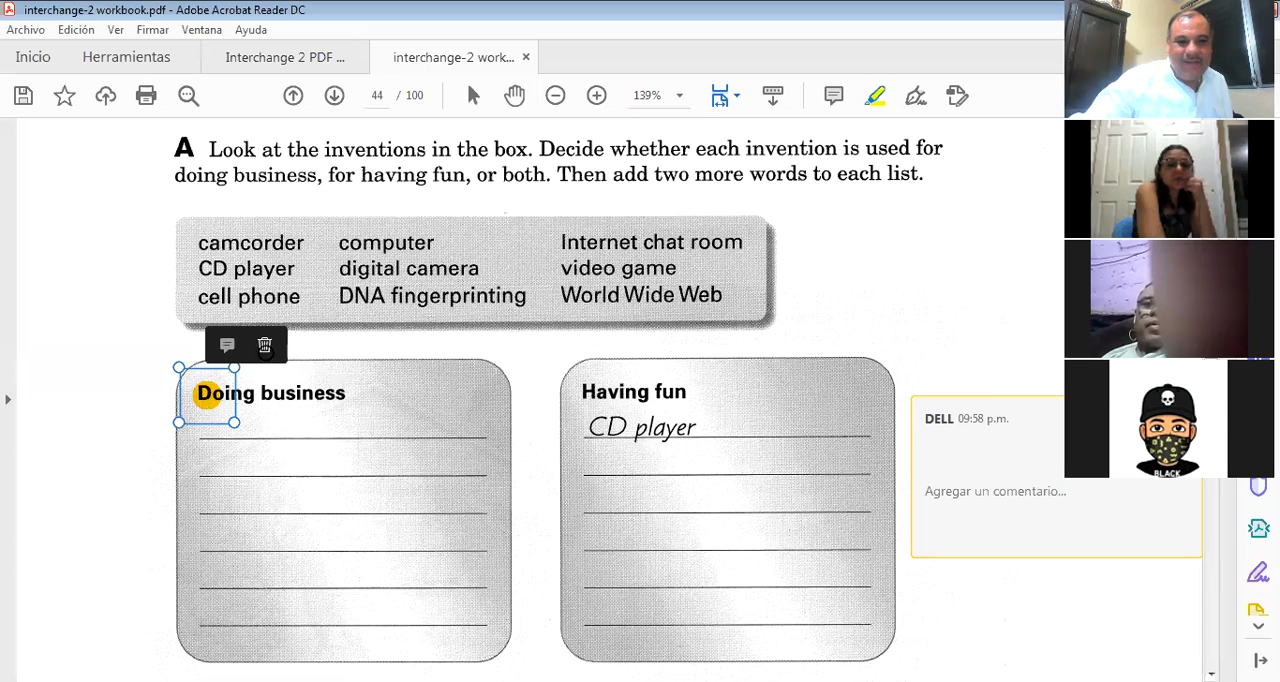 interchange-2 workbook.pdf - Adobe Acrobat Reader DC
Archivo Edición Ver Firmar Ventana Ayuda
Inicio Herramientas Interchange 2 PDF ... interchange-2 work... ×
44 / 100 139%
A Look at the inventions in the box. Decide whether each invention is used for
doing business, for having fun, or both. Then add two more words to each list.
camcorder computer Internet chat room
CD player digital camera video game
cell phone DNA fingerprinting World Wide Web
Doing business Having fun
CD player
DELL 09:58 p.m.
Agregar un comentario...
BLACK